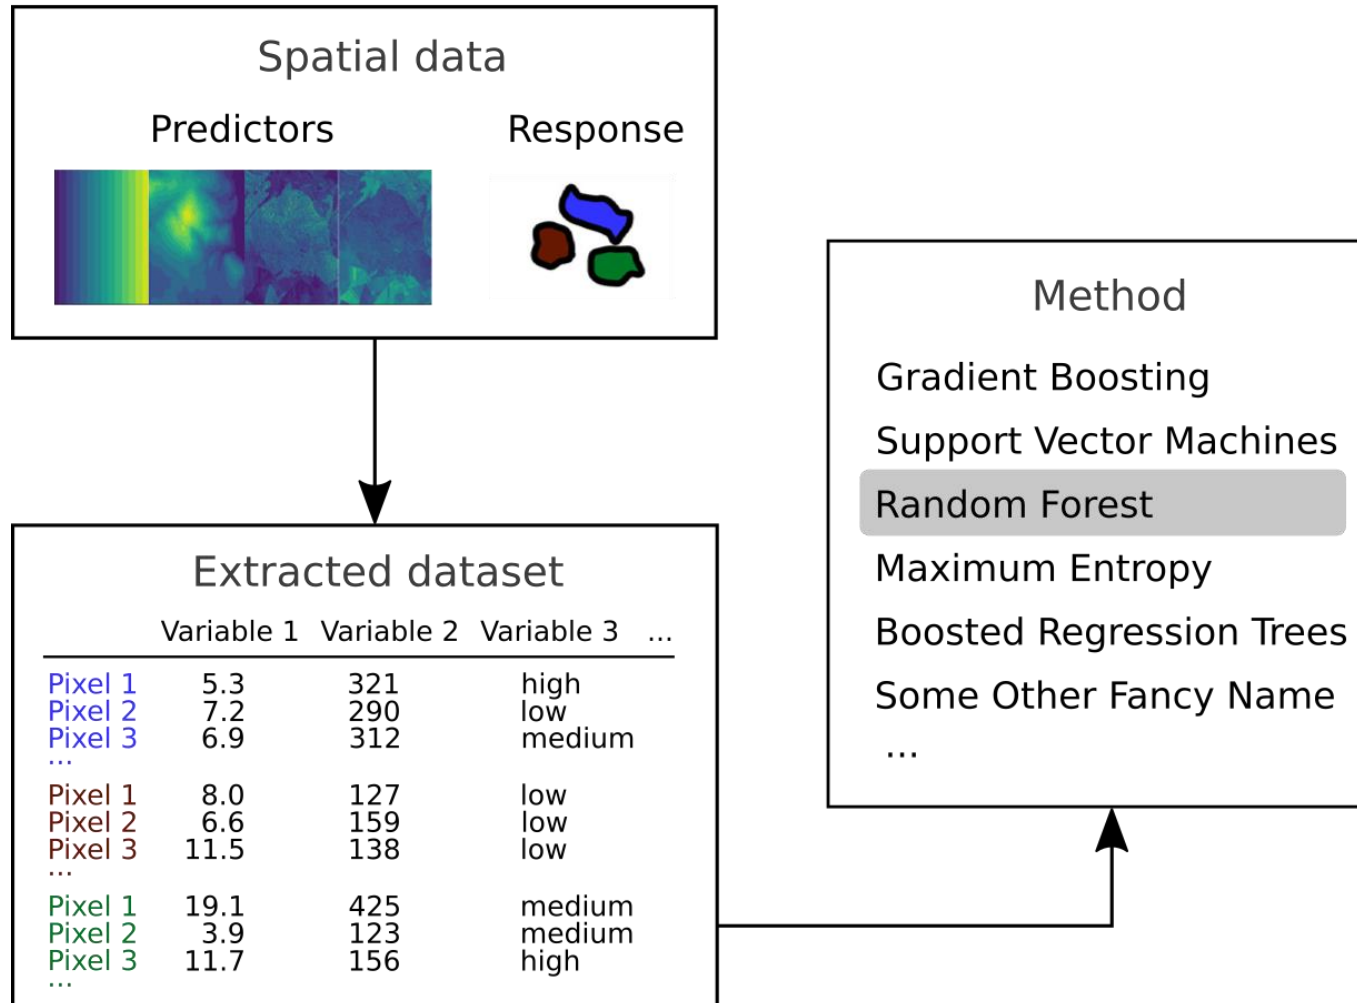 Spatial data
Predictors Response
Extracted dataset
Variable 1 Variable 2 Variable 3 ...
Pixel 1 5.3 321 high
Pixel 2 7.2 290 low
Pixel 3 6.9 312 medium
...
Pixel 1 8.0 127 low
Pixel 2 6.6 159 low
Pixel 3 11.5 138 low
...
Pixel 1 19.1 425 medium
Pixel 2 3.9 123 medium
Pixel 3 11.7 156 high
...
Method
Gradient Boosting
Support Vector Machines
Random Forest
Maximum Entropy
Boosted Regression Trees
Some Other Fancy Name
...